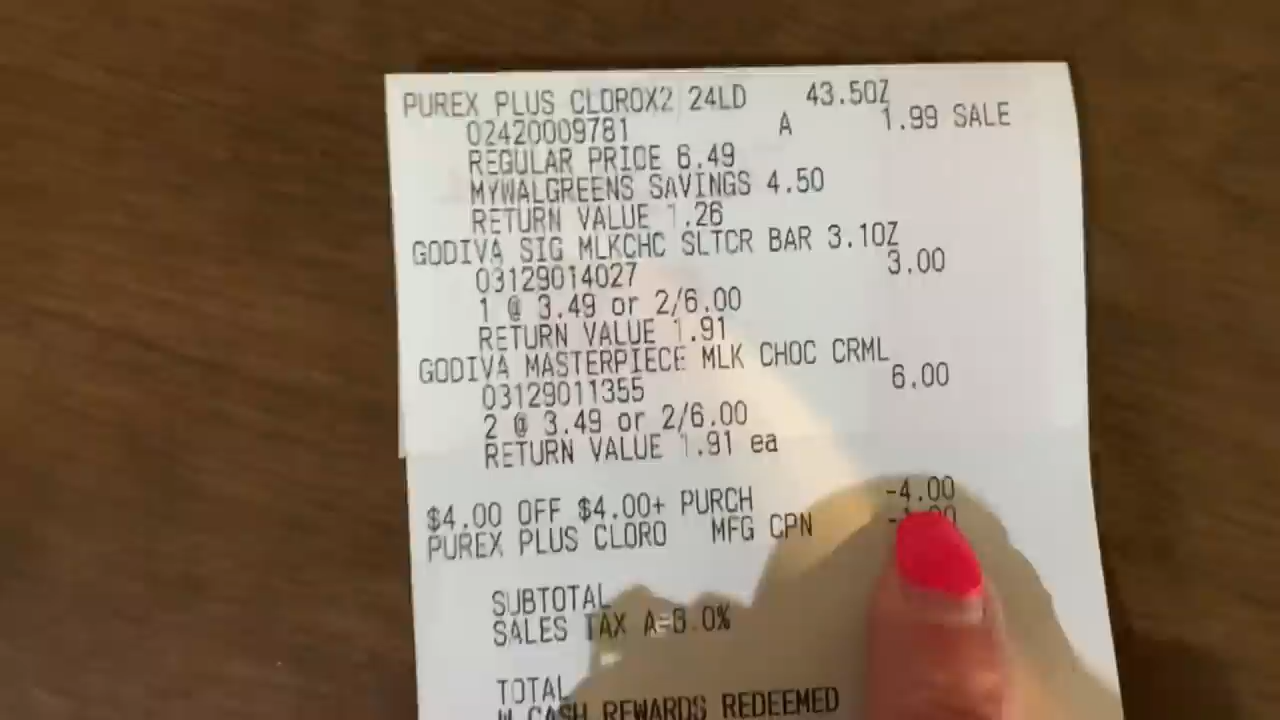 PUREX PLUS CLOROX2 24LD 43.5OZ
02420009781 A 1.99 SALE
REGULAR PRICE 6.49
MYWALGREENS SAVINGS 4.50
RETURN VALUE 1.26
GODIVA SIG MLKCHC SLTCR BAR 3.1OZ
03129014027 3.00
1 @ 3.49 or 2/6.00
RETURN VALUE 1.91
GODIVA MASTERPIECE MLK CHOC CRML
03129011355 6.00
2 @ 3.49 or 2/6.00
RETURN VALUE 1.91 ea
$4.00 OFF $4.00+ PURCH -4.00
PUREX PLUS CLORO MFG CPN
SUBTOTAL
SALES TAX
TOTAL
W CASH REWARDS REDEEMED